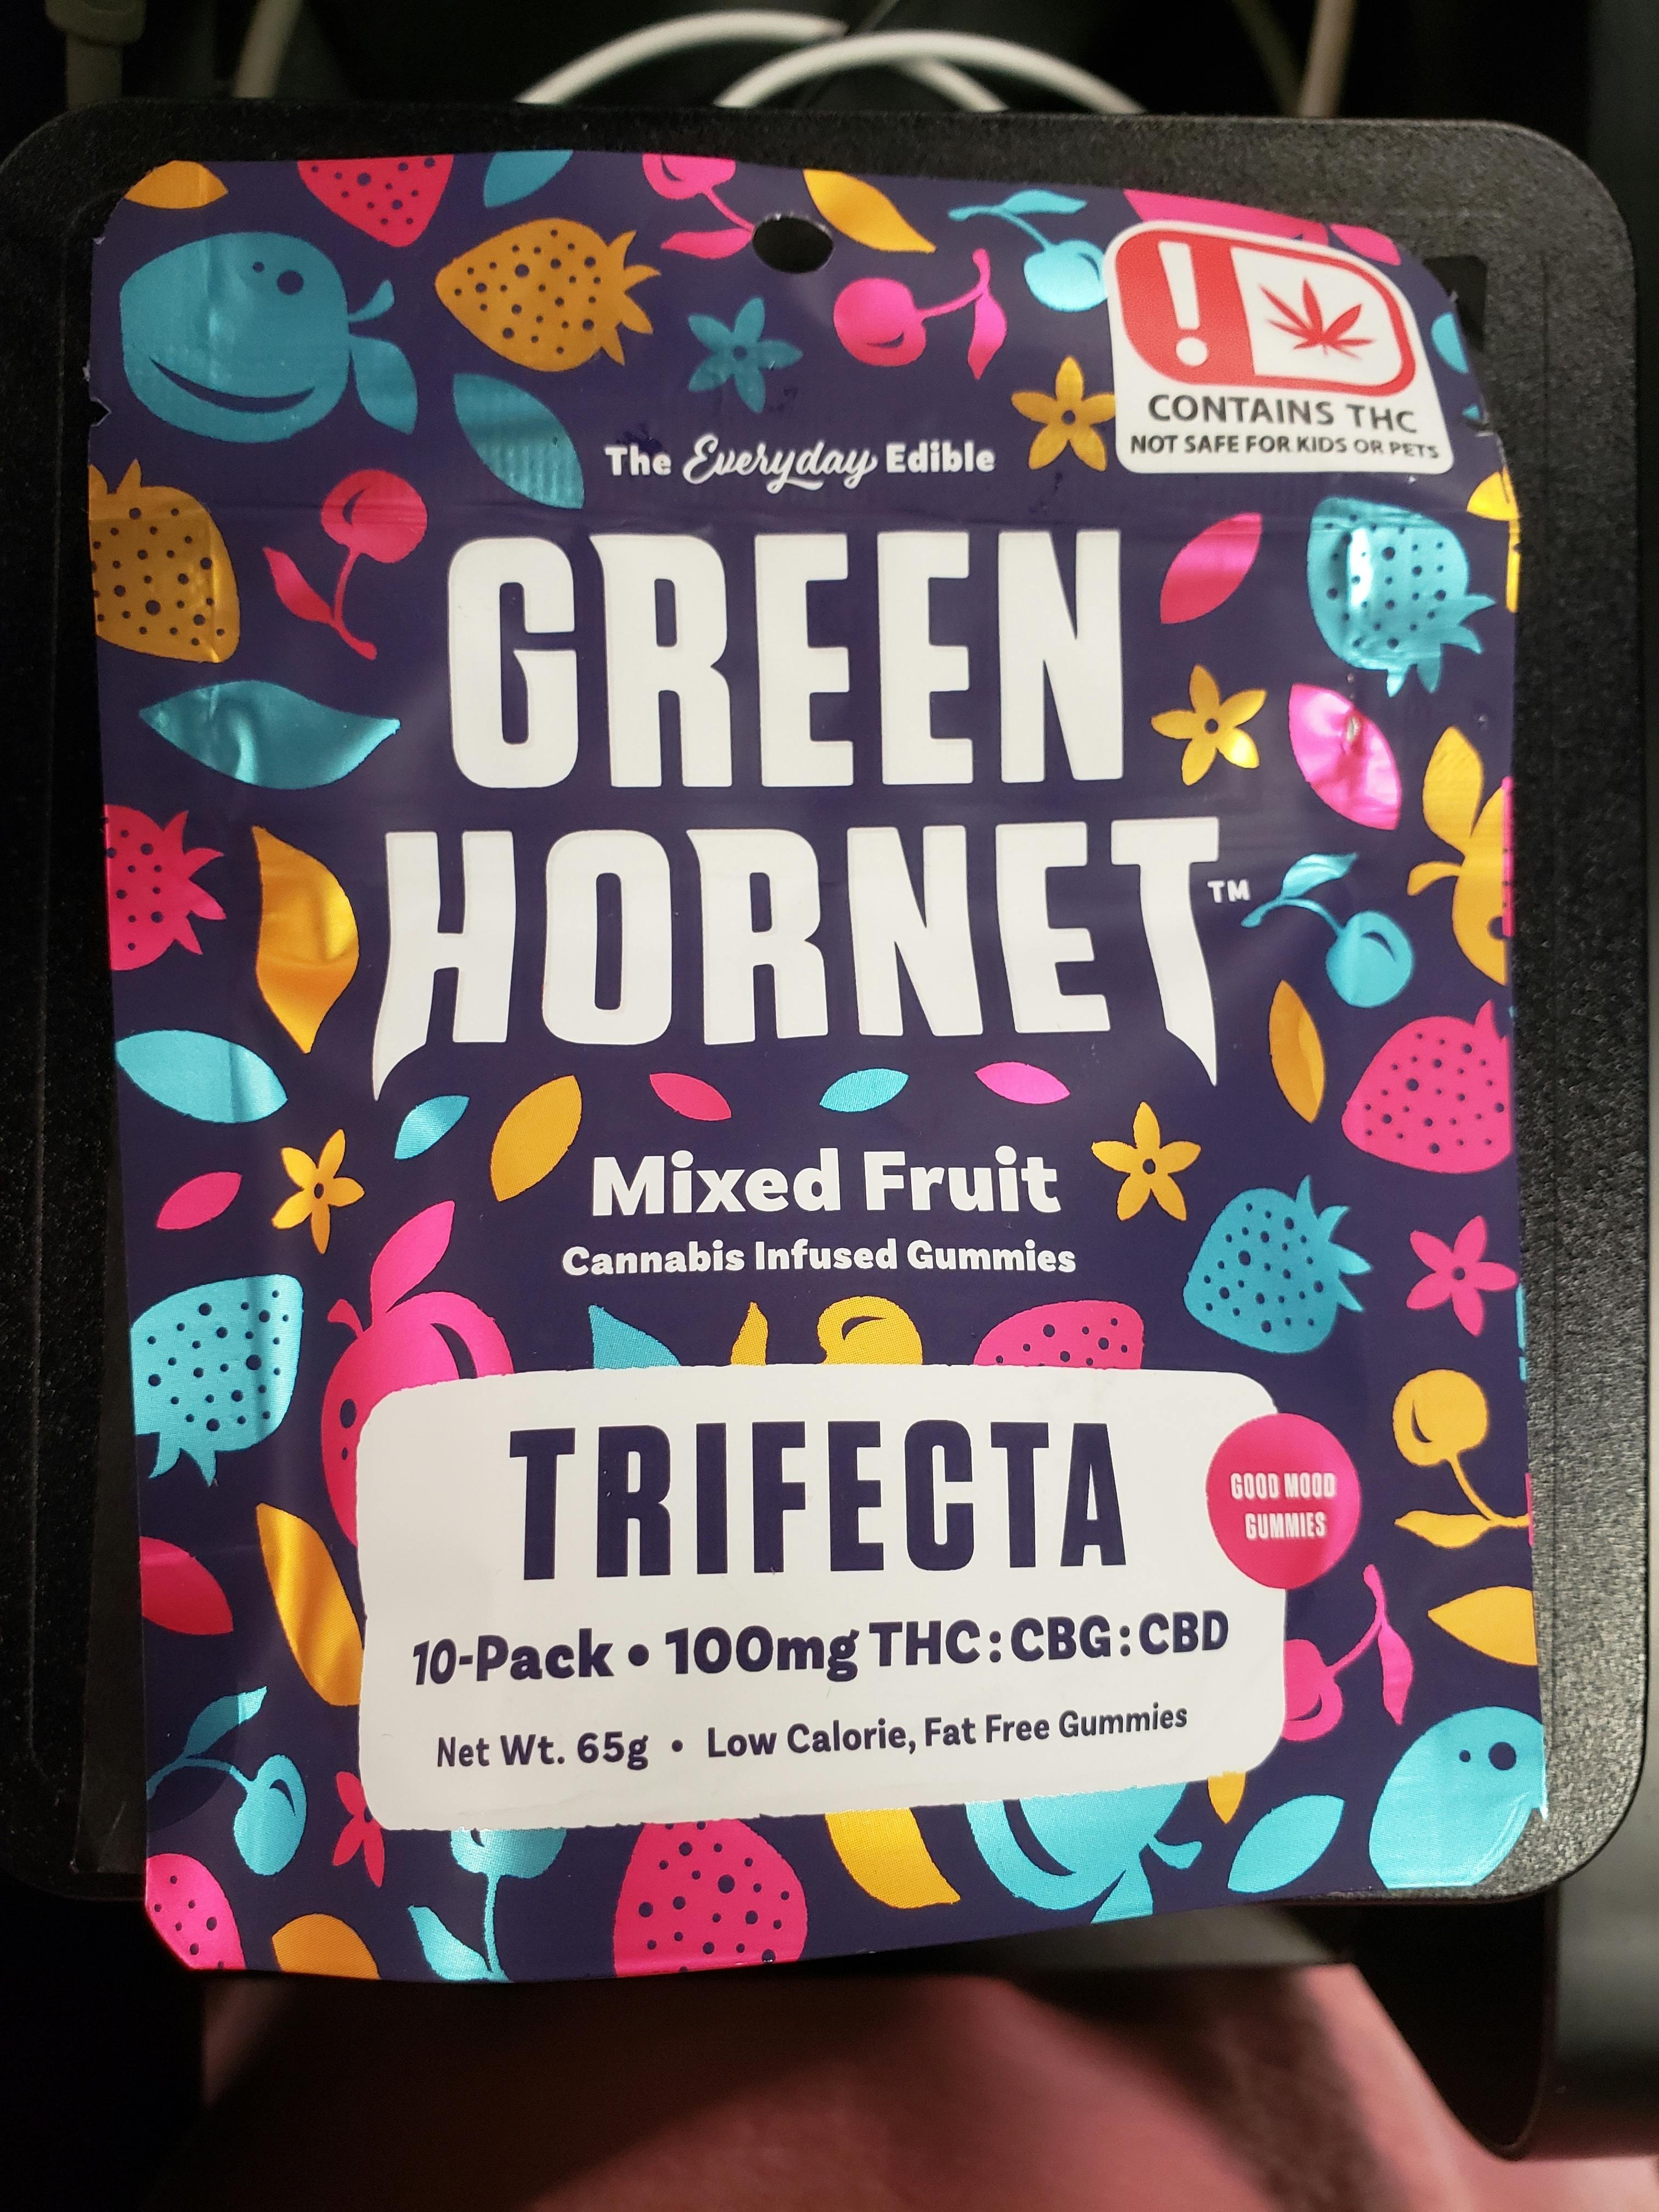 CONTAINS THC
NOT SAFE FOR KIDS OR PETS
The Everyday Edible
GREEN
HORNET™
Mixed Fruit
Cannabis Infused Gummies
TRIFECTA
GOOD MOOD
GUMMIES
10-Pack • 100mg THC:CBG:CBD
Net Wt. 65g • Low Calorie, Fat Free Gummies